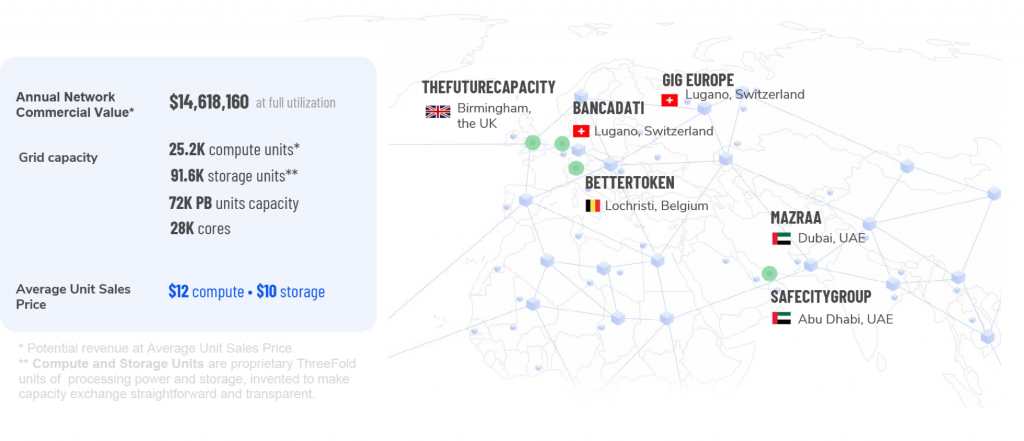 Annual Network
Commercial Value*
$14,618,160 at full utilization
Grid capacity
25.2K compute units*
91.6K storage units**
72K PB units capacity
28K cores
Average Unit Sales
Price
$12 compute • $10 storage
* Potential revenue at Average Unit Sales Price.
** Compute and Storage Units are proprietary ThreeFold
units of processing power and storage, invented to make
capacity exchange straightforward and transparent.
THEFUTURECAPACITY
Birmingham,
the UK
GIG EUROPE
Lugano, Switzerland
BANCADATI
Lugano, Switzerland
BETTERTOKEN
Lochristi, Belgium
MAZRAA
Dubai, UAE
SAFECITYGROUP
Abu Dhabi, UAE